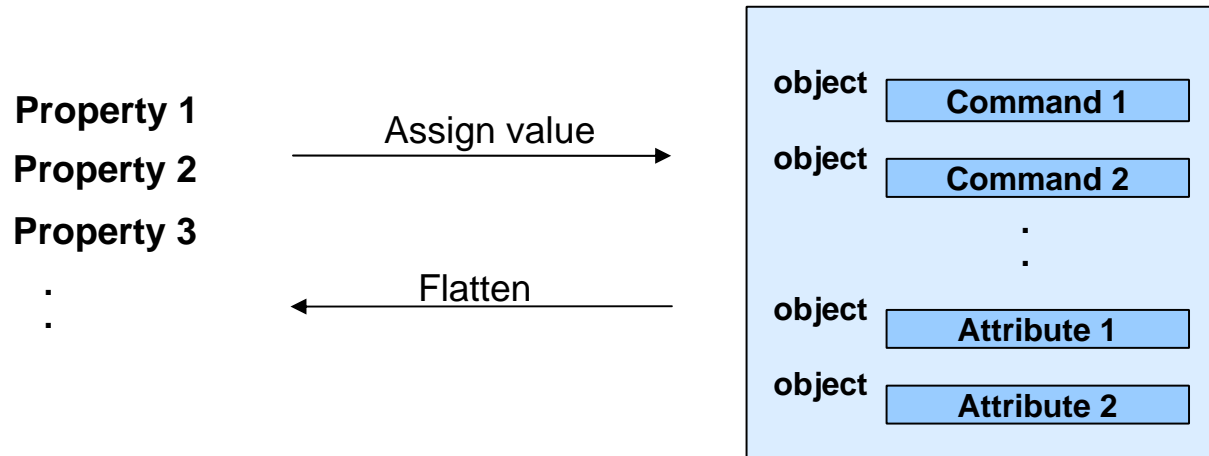 Property 1
Property 2
Property 3
.
.
Assign value
Flatten
object Command 1
object Command 2
.
.
object Attribute 1
object Attribute 2